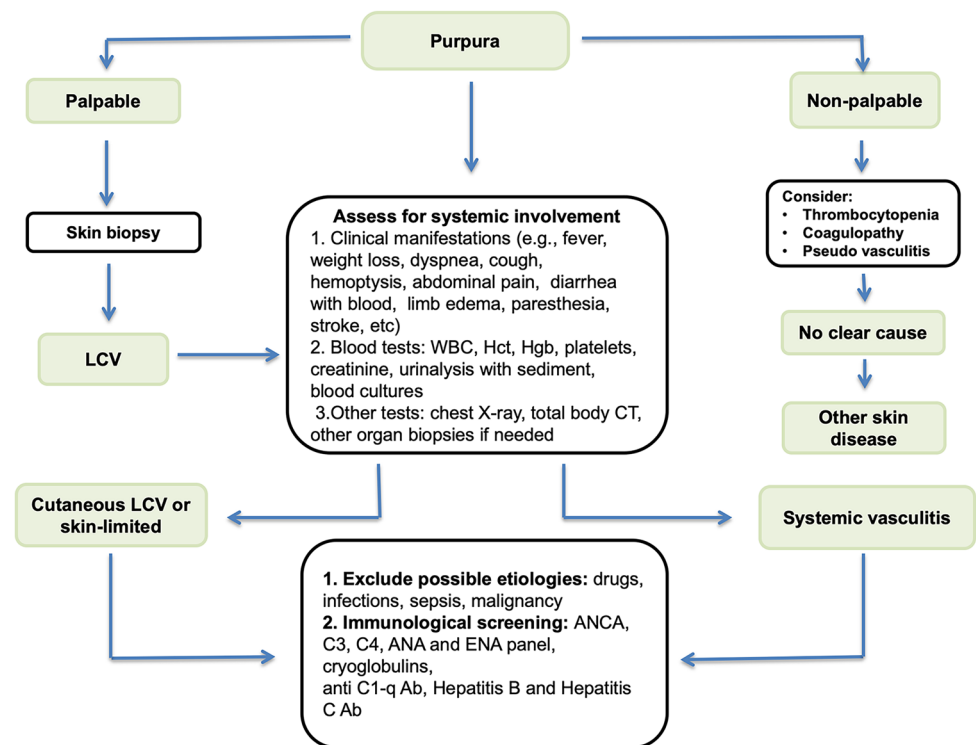 Purpura
Palpable
Non-palpable
Skin biopsy
Consider:
• Thrombocytopenia
• Coagulopathy
• Pseudo vasculitis
Assess for systemic involvement
1. Clinical manifestations (e.g., fever,
weight loss, dyspnea, cough,
hemoptysis, abdominal pain, diarrhea
with blood, limb edema, paresthesia,
stroke, etc)
2. Blood tests: WBC, Hct, Hgb, platelets,
creatinine, urinalysis with sediment,
blood cultures
3.Other tests: chest X-ray, total body CT,
other organ biopsies if needed
LCV
No clear cause
Other skin
disease
Cutaneous LCV or
skin-limited
Systemic vasculitis
1. Exclude possible etiologies: drugs,
infections, sepsis, malignancy
2. Immunological screening: ANCA,
C3, C4, ANA and ENA panel,
cryoglobulins,
anti C1-q Ab, Hepatitis B and Hepatitis
C Ab